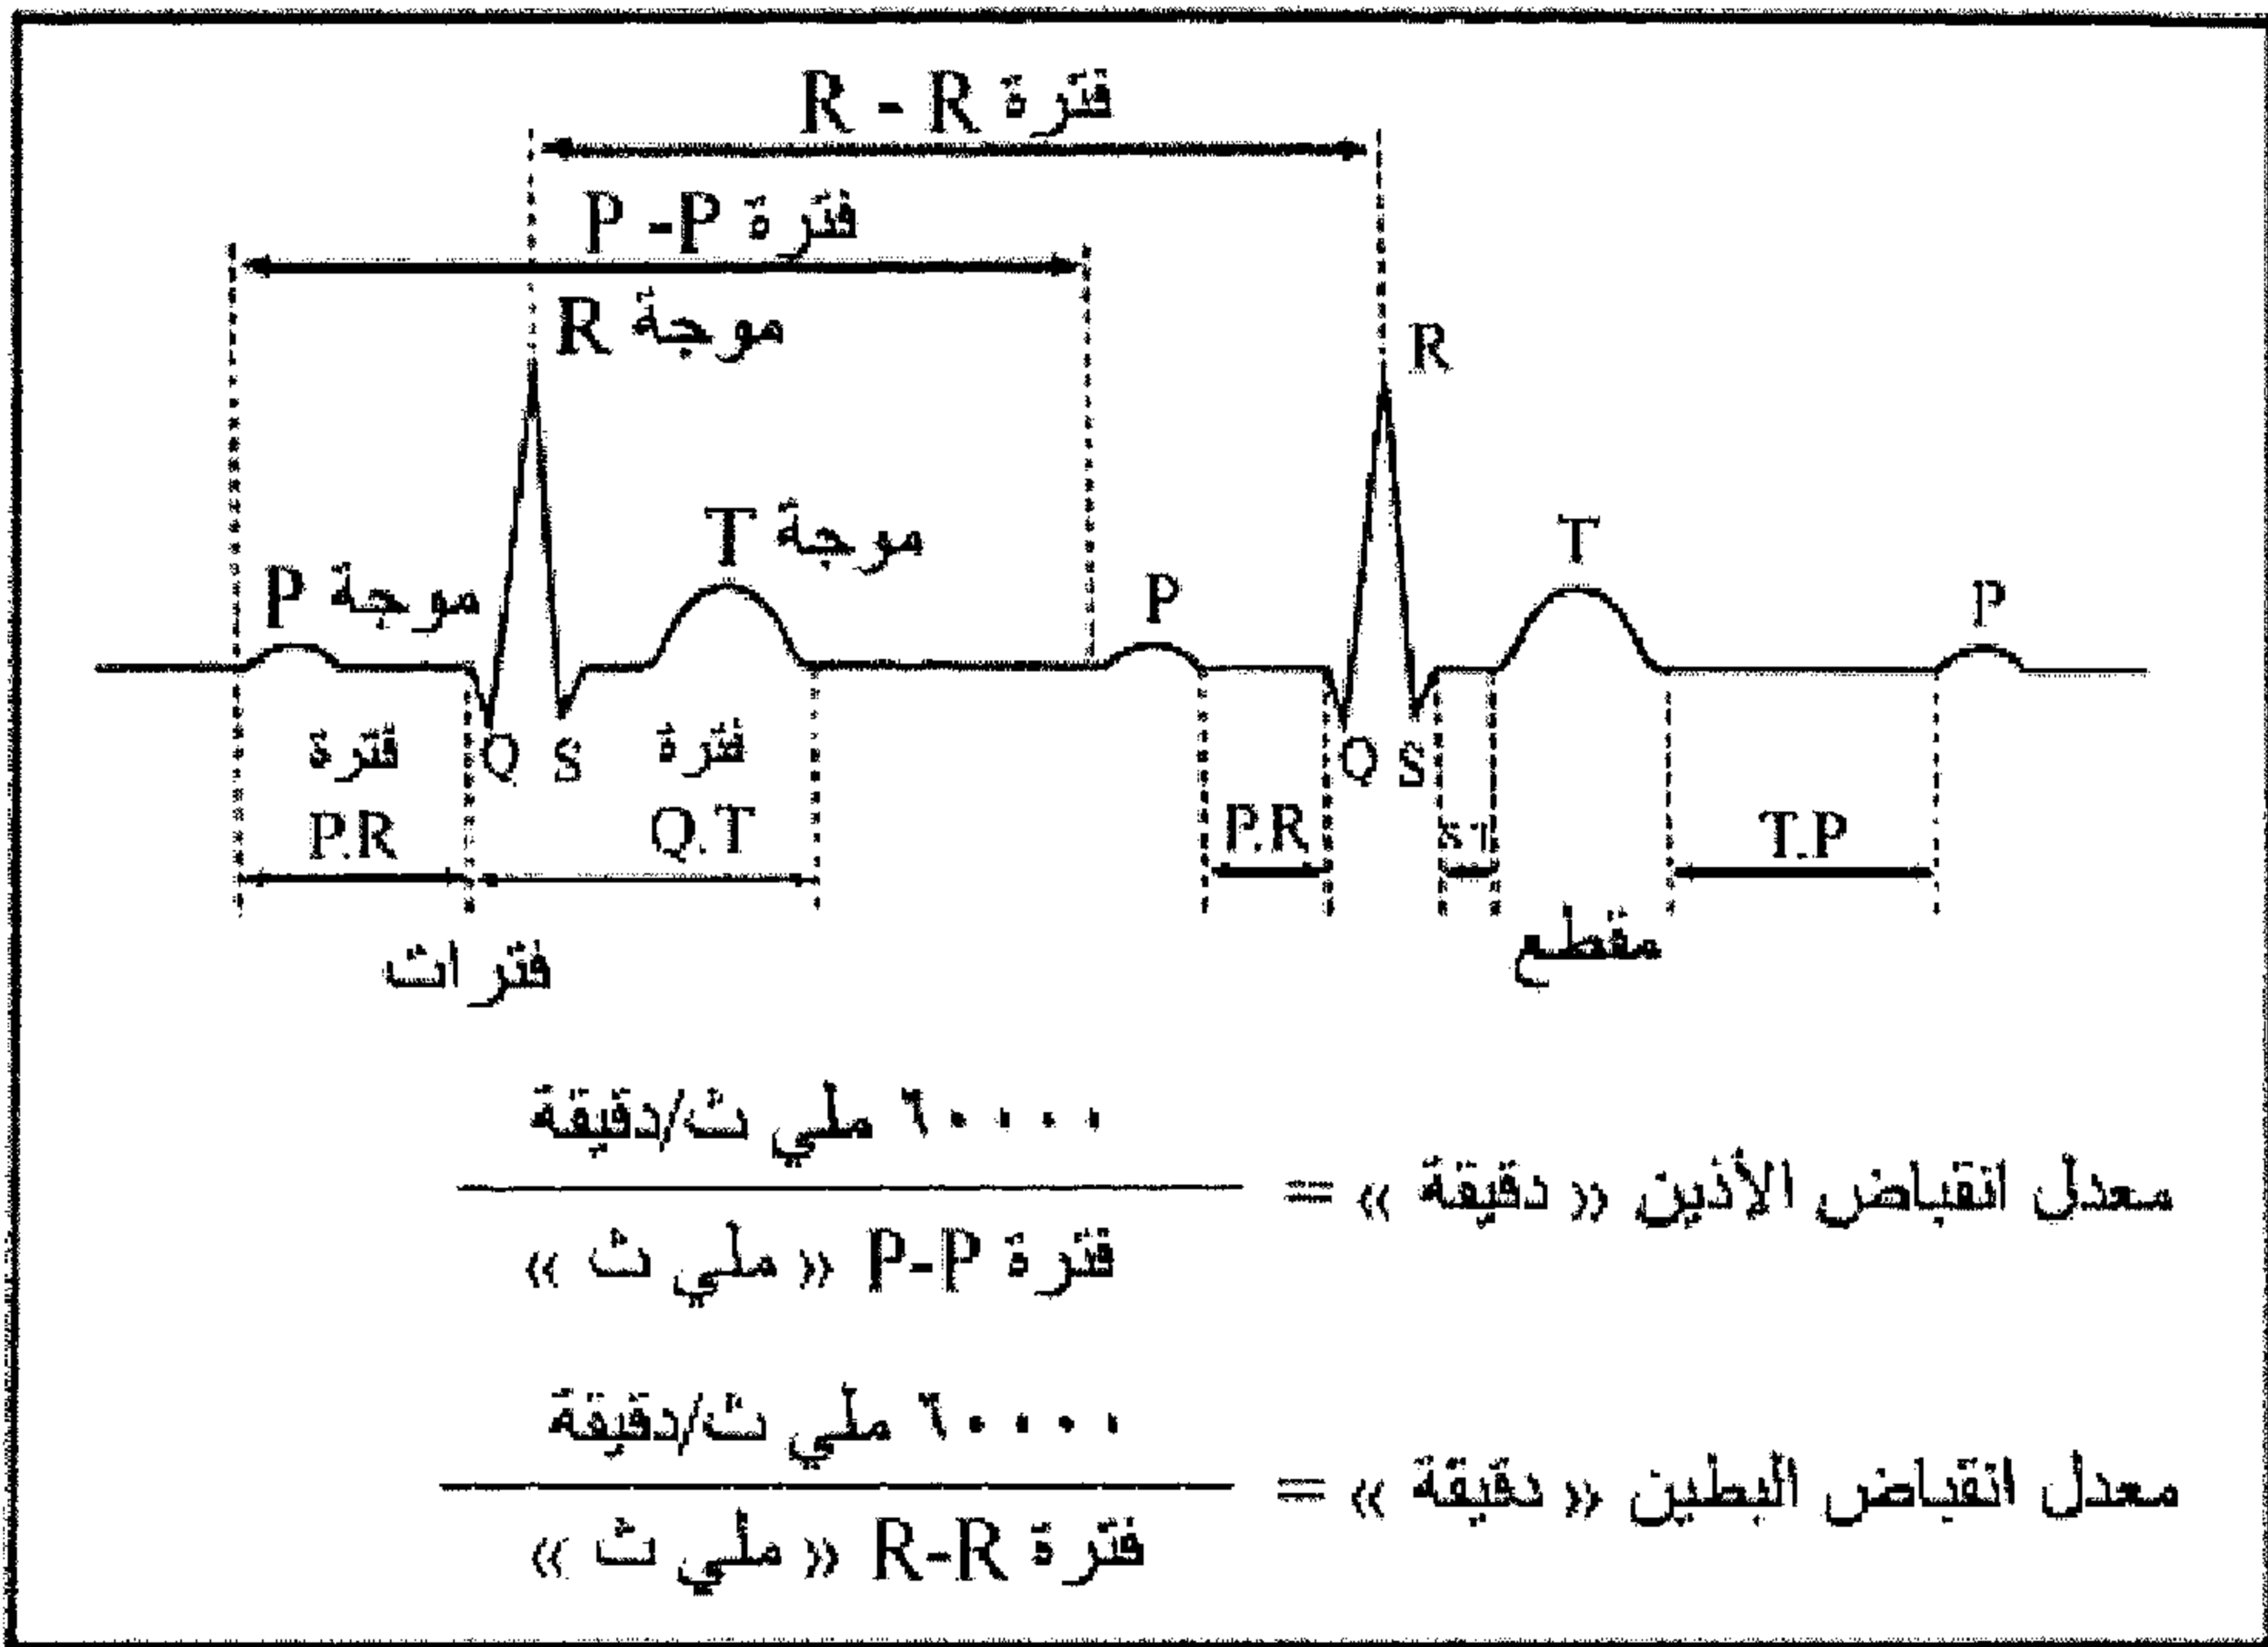 فترة R - R
فترة P -P
موجة R
R
موجة T
T
موجة P
P
P
Q
S
Q
S
فترة
فترة
P.R
Q.T
P.R
ST
T.P
فترات
مقطع
معدل انقباض الأذين « دقيقة » =
٦٠٠٠٠ ملي ث/دقيقة
فترة P-P « ملي ث »
معدل انقباض البطين « دقيقة » =
٦٠٠٠٠ ملي ث/دقيقة
فترة R-R « ملي ث »